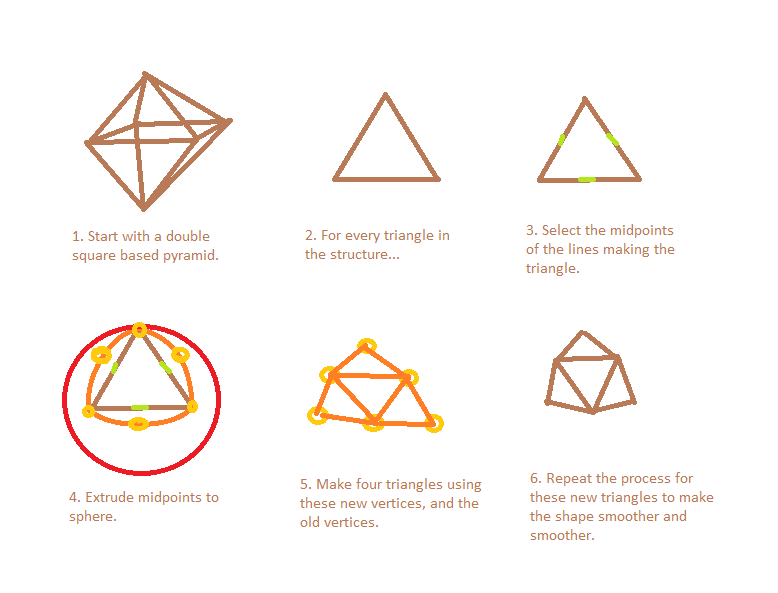 1. Start with a double
square based pyramid.
2. For every triangle in
the structure...
3. Select the midpoints
of the lines making the
triangle.
4. Extrude midpoints to
sphere.
5. Make four triangles using
these new vertices, and the
old vertices.
6. Repeat the process for
these new triangles to make
the shape smoother and
smoother.